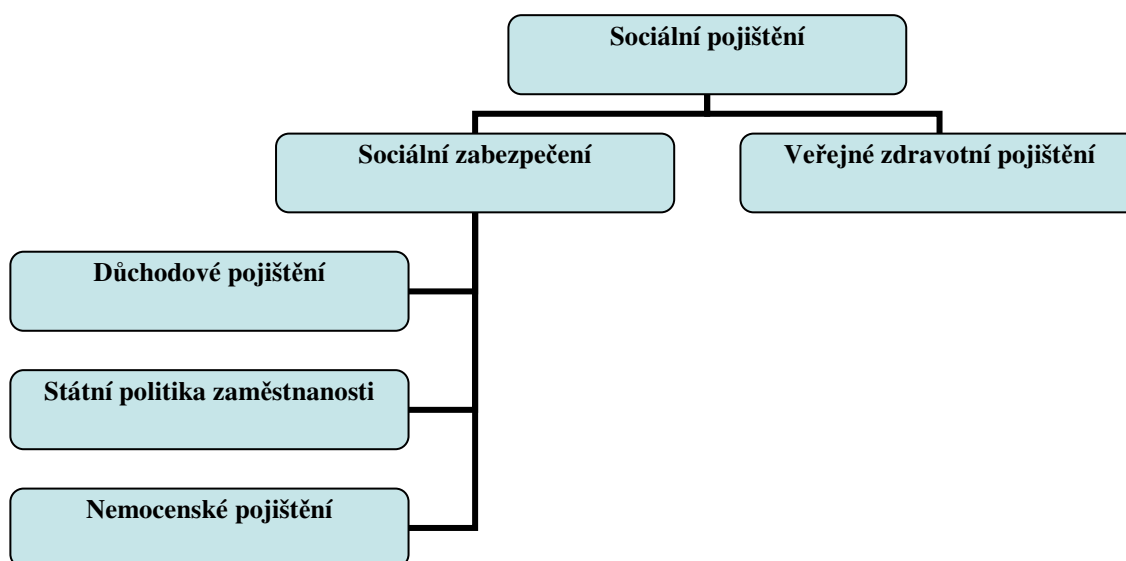 Sociální pojištění
Sociální zabezpečení
Veřejné zdravotní pojištění
Důchodové pojištění
Státní politika zaměstnanosti
Nemocenské pojištění